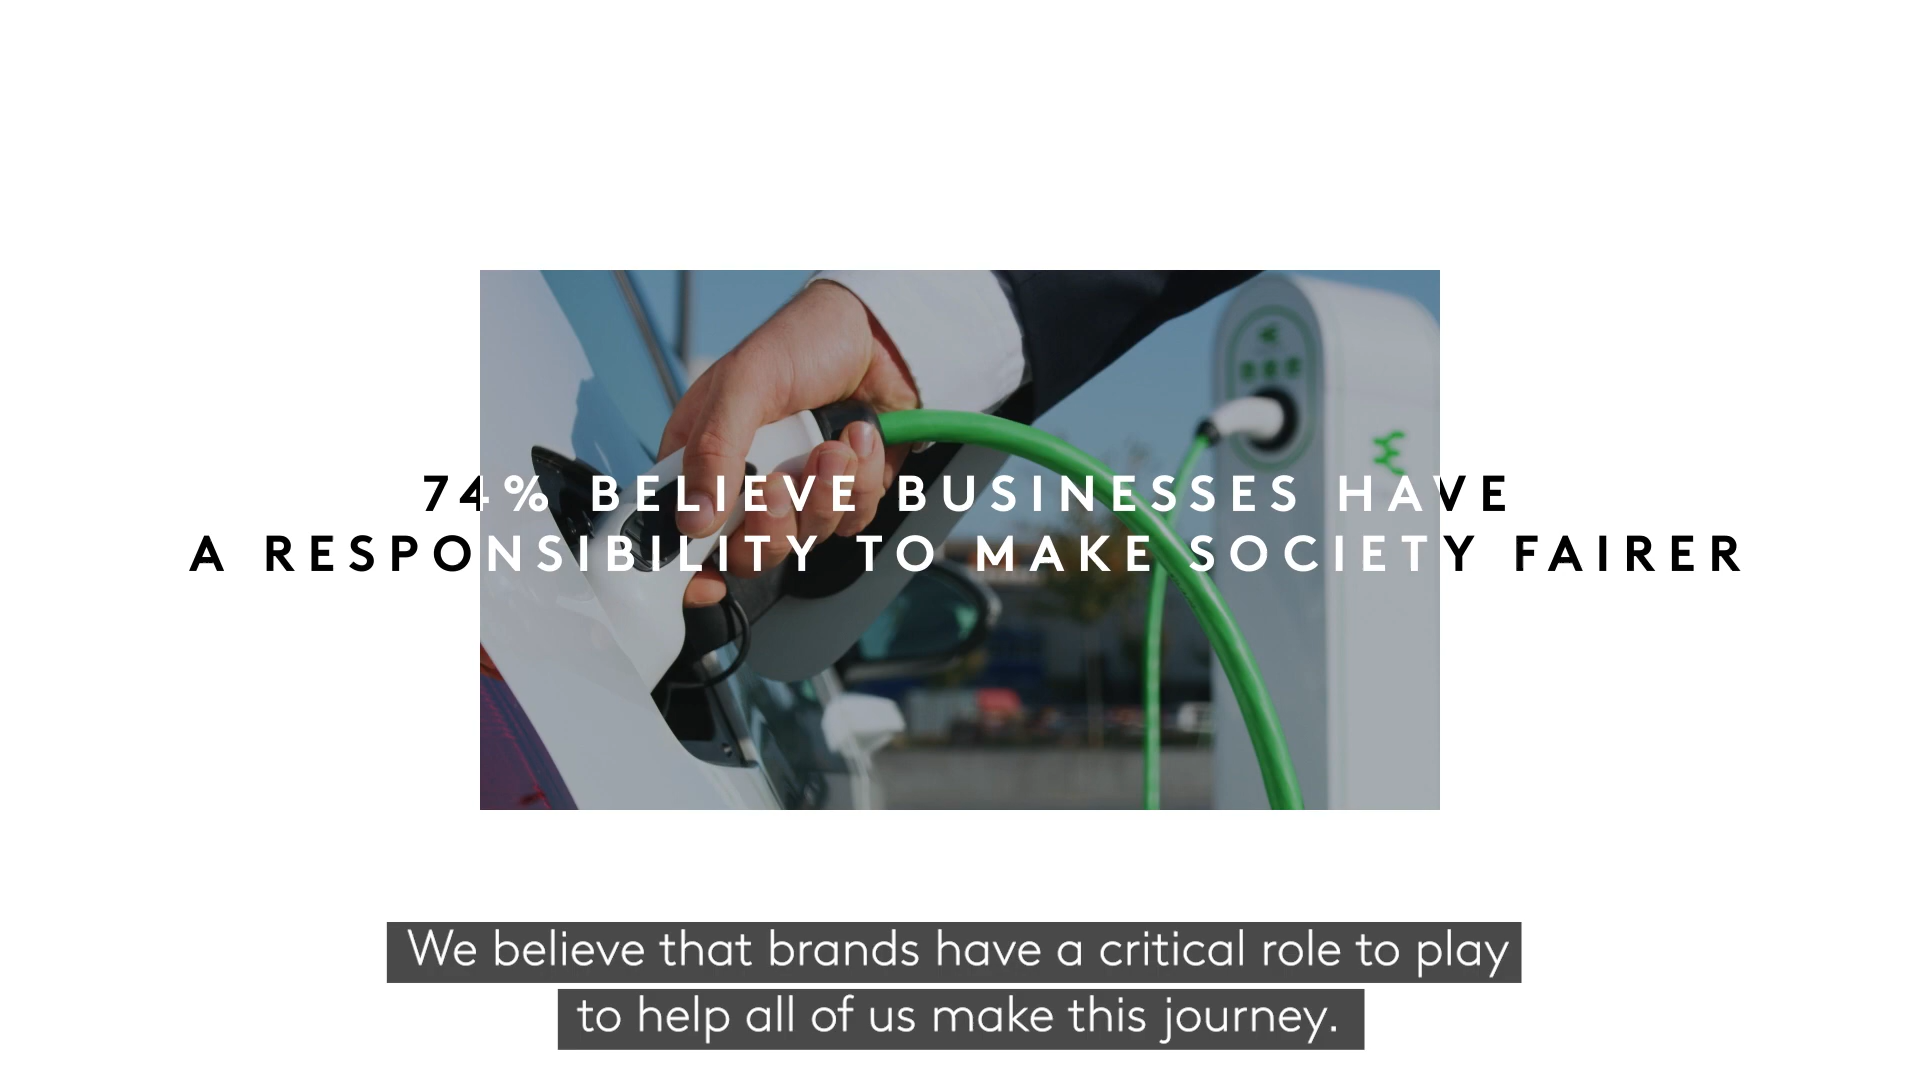 74% BELIEVE BUSINESSES HAVE
A RESPONSIBILITY TO MAKE SOCIETY FAIRER
We believe that brands have a critical role to play
to help all of us make this journey.